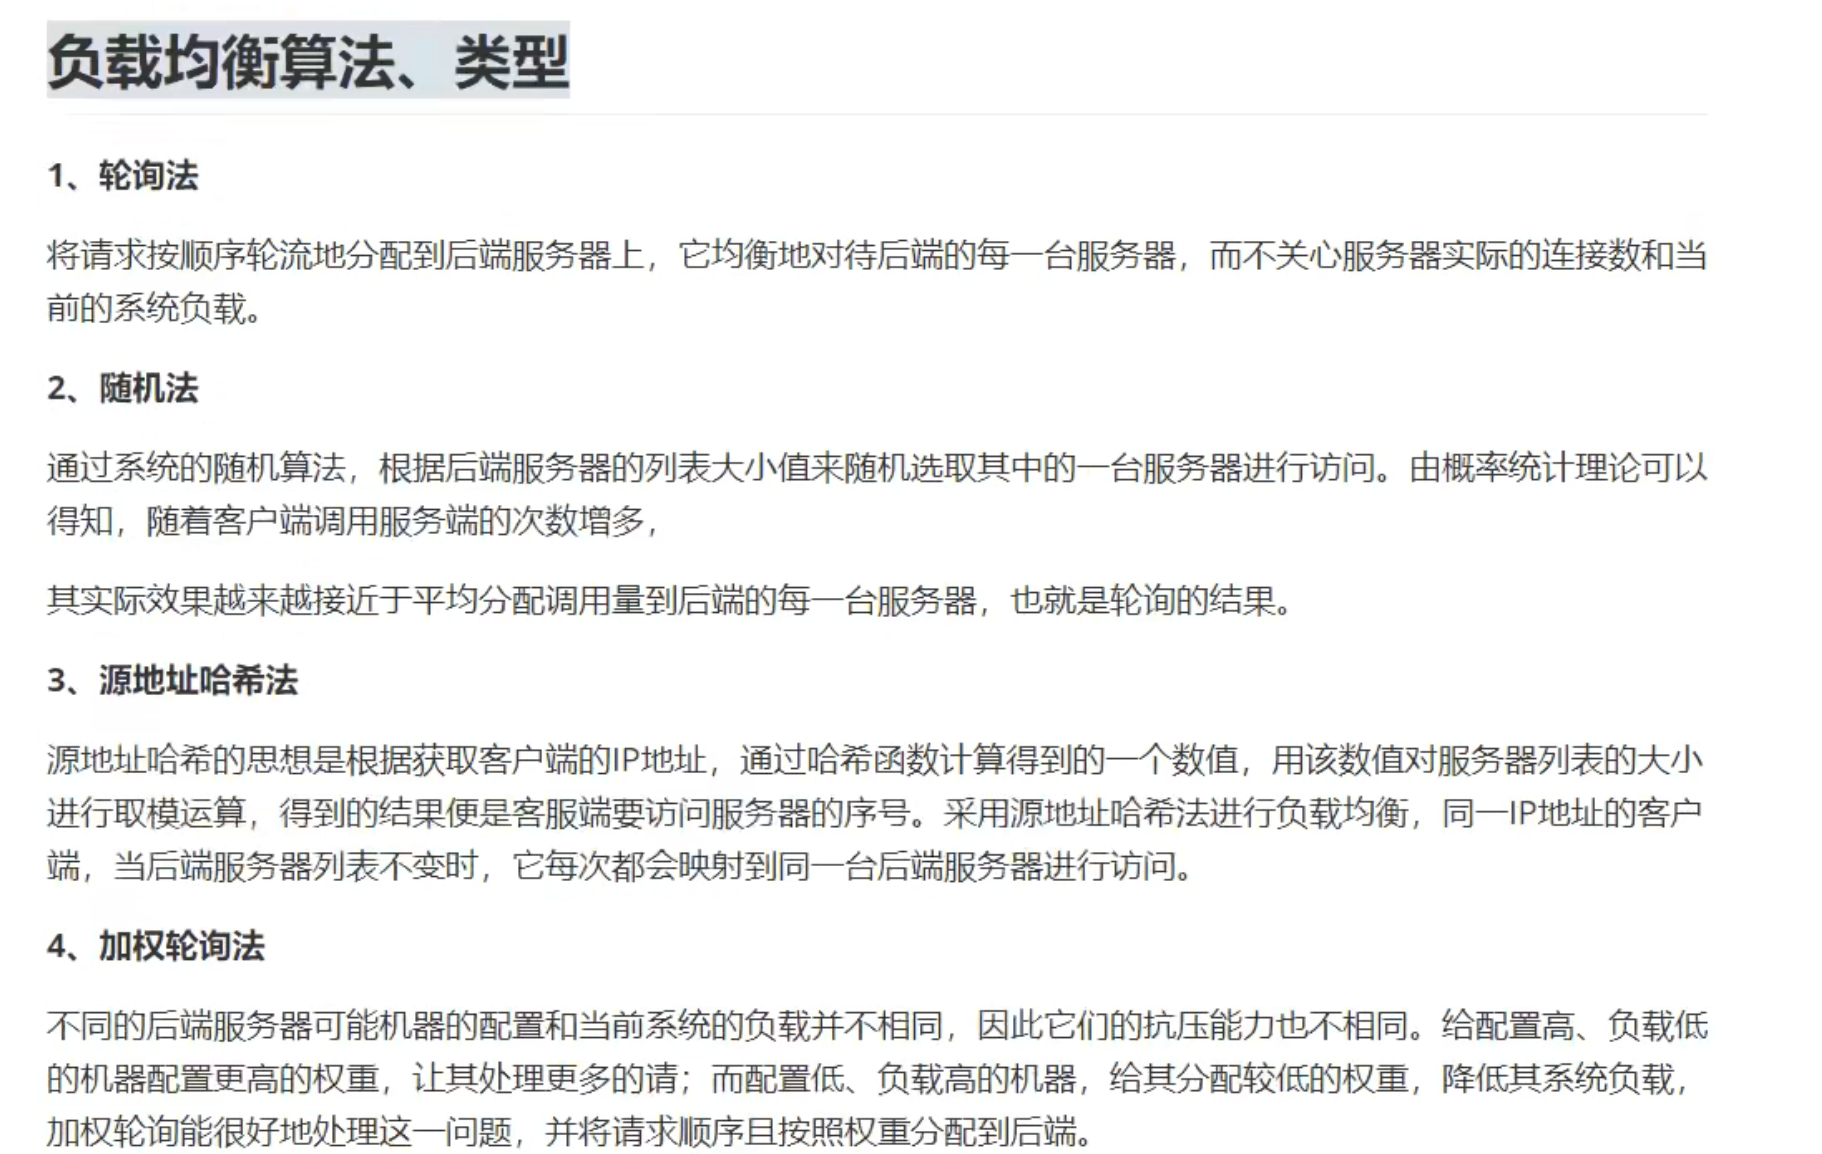 负载均衡算法、类型
1、轮询法
将请求按顺序轮流地分配到后端服务器上，它均衡地对待后端的每一台服务器，而不关心服务器实际的连接数和当
前的系统负载。
2、随机法
通过系统的随机算法，根据后端服务器的列表大小值来随机选取其中的一台服务器进行访问。由概率统计理论可以
得知，随着客户端调用服务端的次数增多，
其实际效果越来越接近于平均分配调用量到后端的每一台服务器，也就是轮询的结果。
3、源地址哈希法
源地址哈希的思想是根据获取客户端的IP地址，通过哈希函数计算得到的一个数值，用该数值对服务器列表的大小
进行取模运算，得到的结果便是客服端要访问服务器的序号。采用源地址哈希法进行负载均衡，同一IP地址的客户
端，当后端服务器列表不变时，它每次都会映射到同一台后端服务器进行访问。
4、加权轮询法
不同的后端服务器可能机器的配置和当前系统的负载并不相同，因此它们的抗压能力也不相同。给配置高、负载低
的机器配置更高的权重，让其处理更多的请；而配置低、负载高的机器，给其分配较低的权重，降低其系统负载，
加权轮询能很好地处理这一问题，并将请求顺序且按照权重分配到后端。